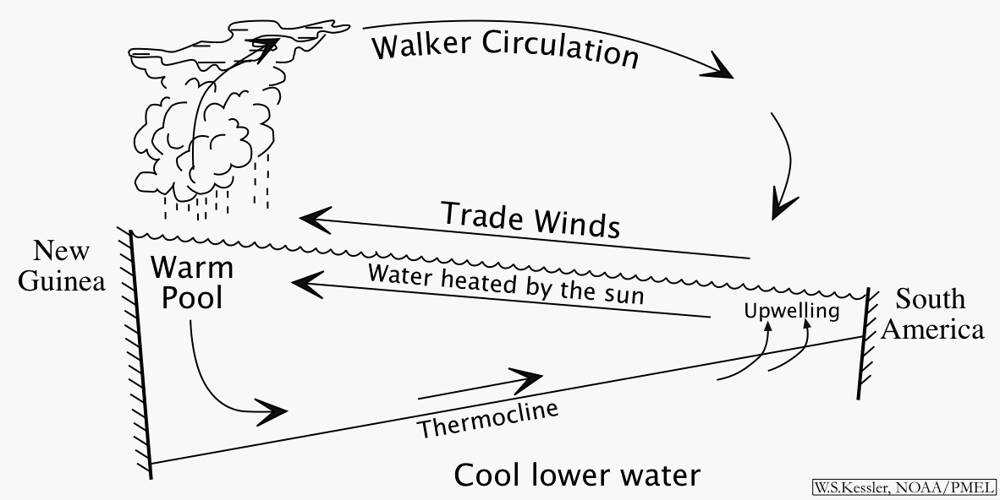 Walker Circulation
Trade Winds
New
Guinea
Warm
Pool
Water heated by the sun
Upwelling
South
America
Thermocline
Cool lower water
W.S.Kessler, NOAA/PMEL